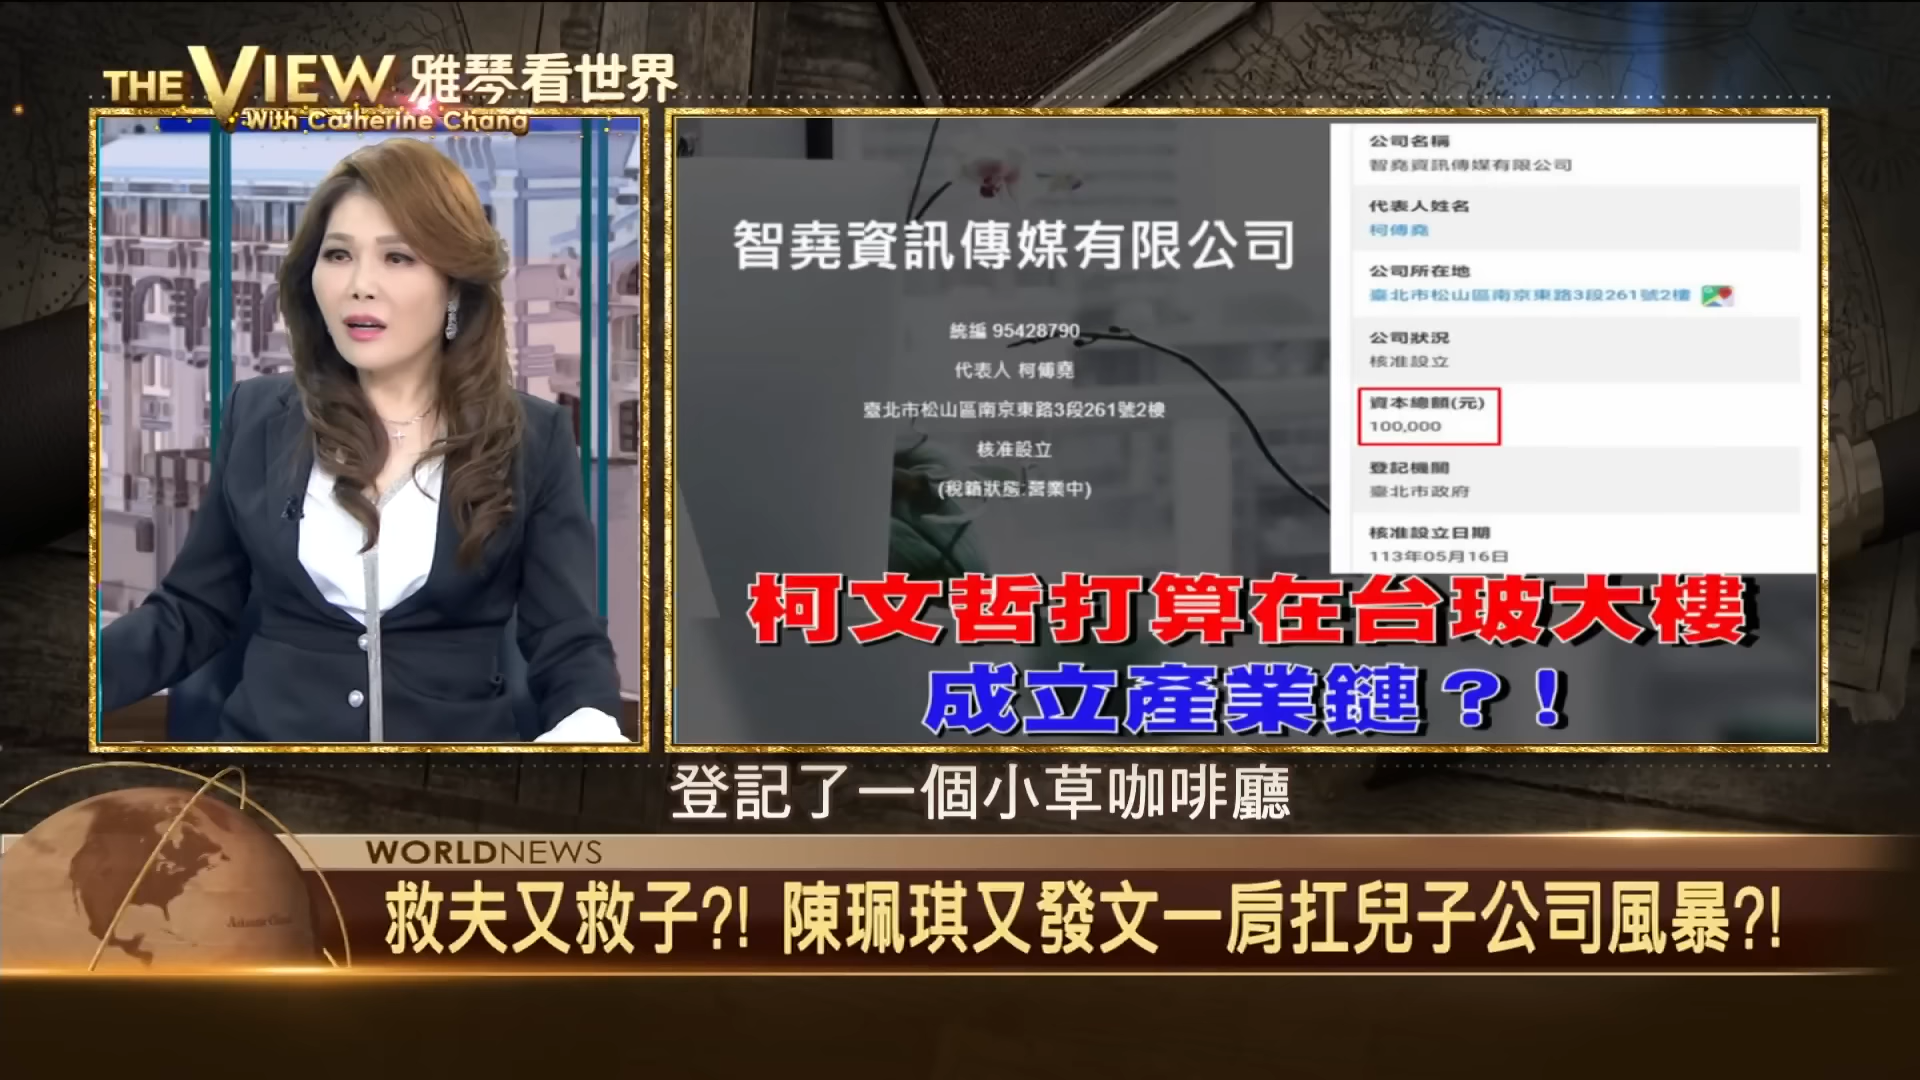 THE VIEW 雅琴看世界
With Catherine Chang
智堯資訊傳媒有限公司
統編 95428790
代表人 柯傅堯
臺北市松山區南京東路3段261號2樓
核准設立
(稅籍狀態:營業中)
公司名稱
智堯資訊傳媒有限公司
代表人姓名
柯傅堯
公司所在地
臺北市松山區南京東路3段261號2樓
公司狀況
核准設立
資本總額(元)
100,000
登記機關
臺北市政府
核准設立日期
113年05月16日
柯文哲打算在台玻大樓
成立產業鏈？！
登記了一個小草咖啡廳
WORLDNEWS
救夫又救子?! 陳珮琪又發文一肩扛兒子公司風暴?!